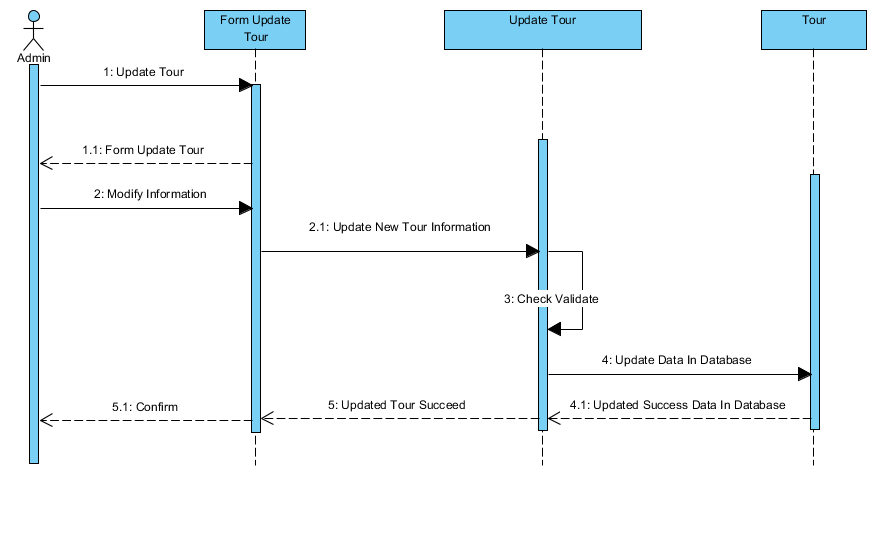 Form Update
Tour
Update Tour
Tour
Admin
1: Update Tour
1.1: Form Update Tour
2: Modify Information
2.1: Update New Tour Information
3: Check Validate
4: Update Data In Database
4.1: Updated Success Data In Database
5: Updated Tour Succeed
5.1: Confirm